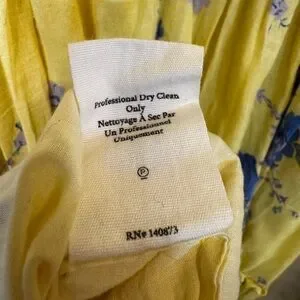 Professional Dry Clean
Only
Nettoyage À Sec Par
Un Professionnel
Uniquement
P
RN# 140873